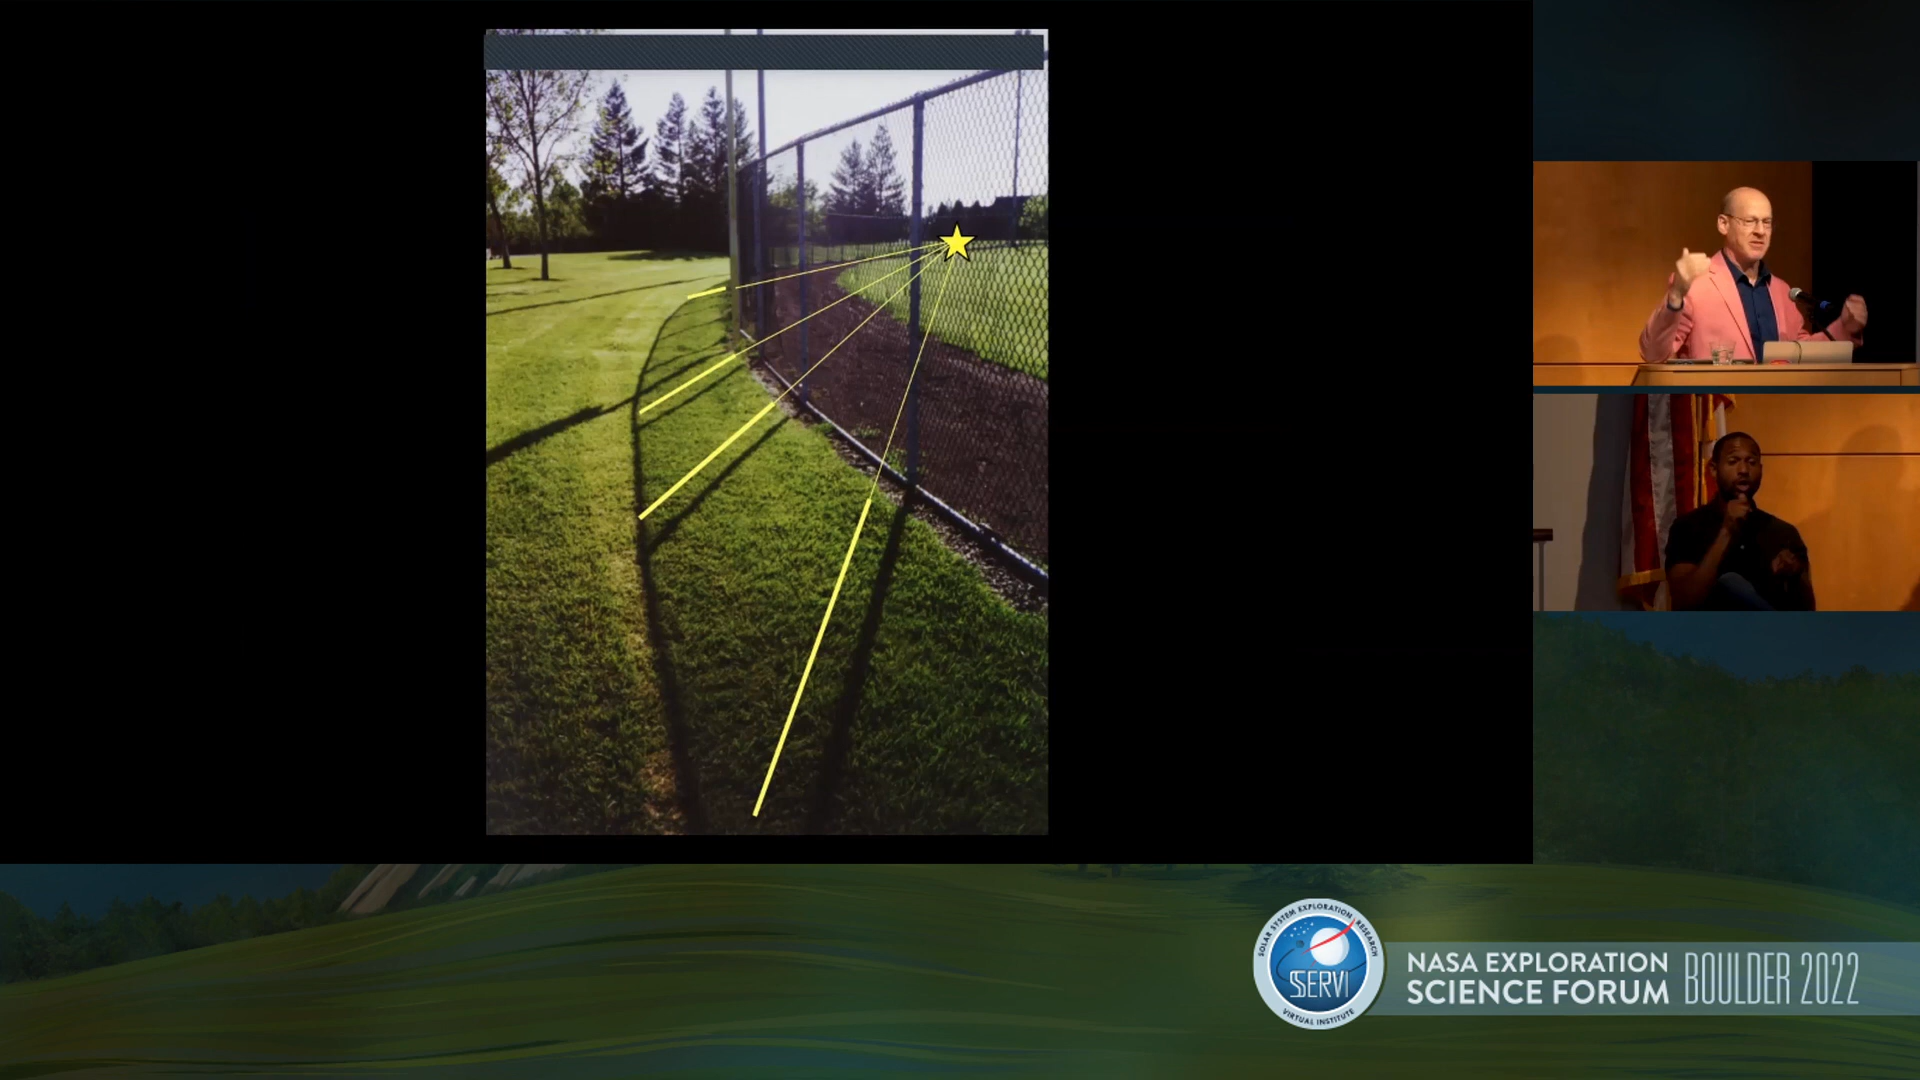 SOLAR SYSTEM EXPLORATION RESEARCH
SSERVI
VIRTUAL INSTITUTE
NASA EXPLORATION
SCIENCE FORUM
BOULDER 2022